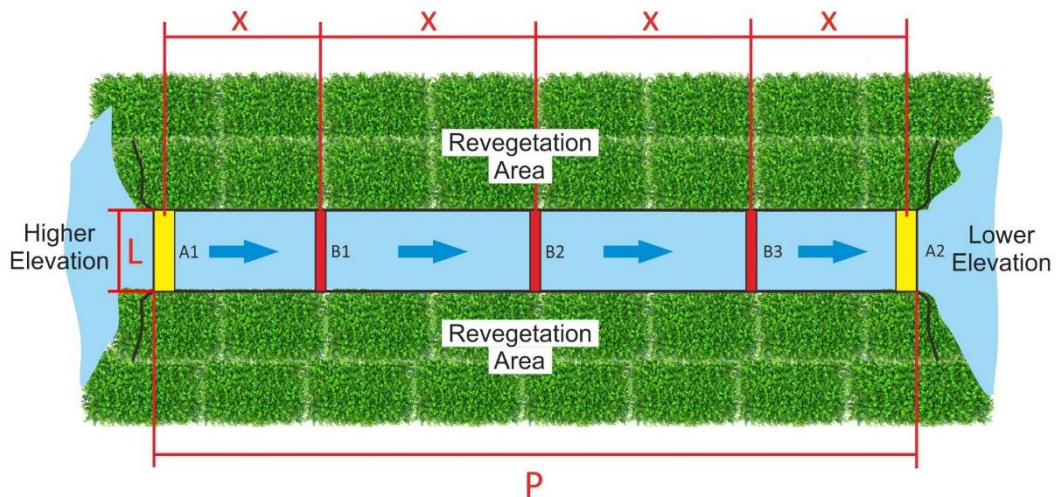 X X X X
Revegetation
Area
Higher
Elevation
L
A1
B1
B2
B3
A2
Lower
Elevation
Revegetation
Area
P